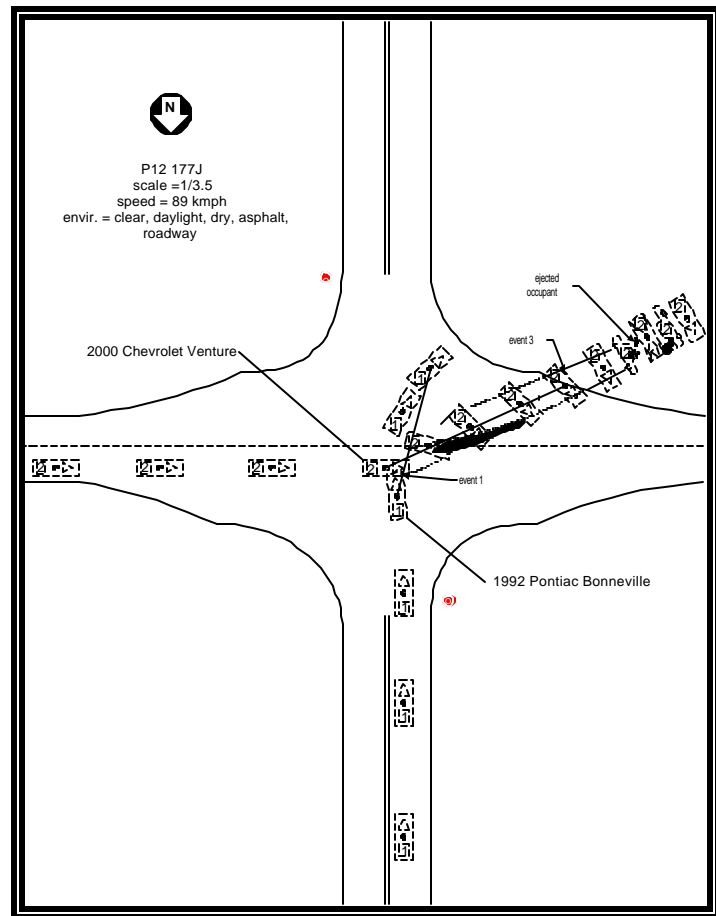 N
P12 177J
scale =1/3.5
speed = 89 kmph
envir. = clear, daylight, dry, asphalt,
roadway
ejected
occupant
event 3
2000 Chevrolet Venture
event 1
1992 Pontiac Bonneville